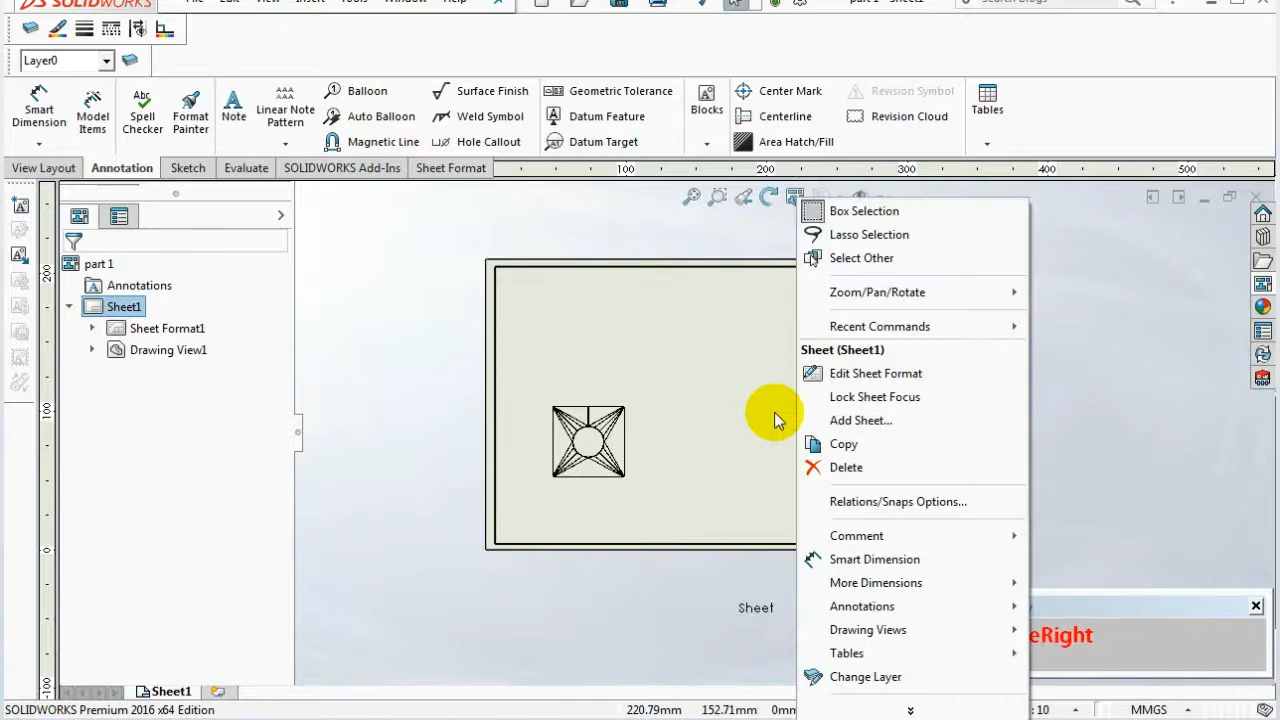 SOLIDWORKS
Layer0
Smart Dimension
Model Items
Abc
Spell Checker
Format Painter
Note
Linear Note Pattern
Balloon
Auto Balloon
Magnetic Line
Surface Finish
Weld Symbol
Hole Callout
Geometric Tolerance
Datum Feature
Datum Target
Blocks
Center Mark
Centerline
Area Hatch/Fill
Revision Symbol
Revision Cloud
Tables
View Layout
Annotation
Sketch
Evaluate
SOLIDWORKS Add-Ins
Sheet Format
100
200
300
400
500
200
100
0
-100
part 1
Annotations
Sheet1
Sheet Format1
Drawing View1
Box Selection
Lasso Selection
Select Other
Zoom/Pan/Rotate
Recent Commands
Sheet (Sheet1)
Edit Sheet Format
Lock Sheet Focus
Add Sheet...
Copy
Delete
Relations/Snaps Options...
Comment
Smart Dimension
More Dimensions
Annotations
Drawing Views
Tables
Change Layer
Sheet
eRight
Sheet1
SOLIDWORKS Premium 2016 x64 Edition
220.79mm
152.71mm
0mm
: 10
MMGS